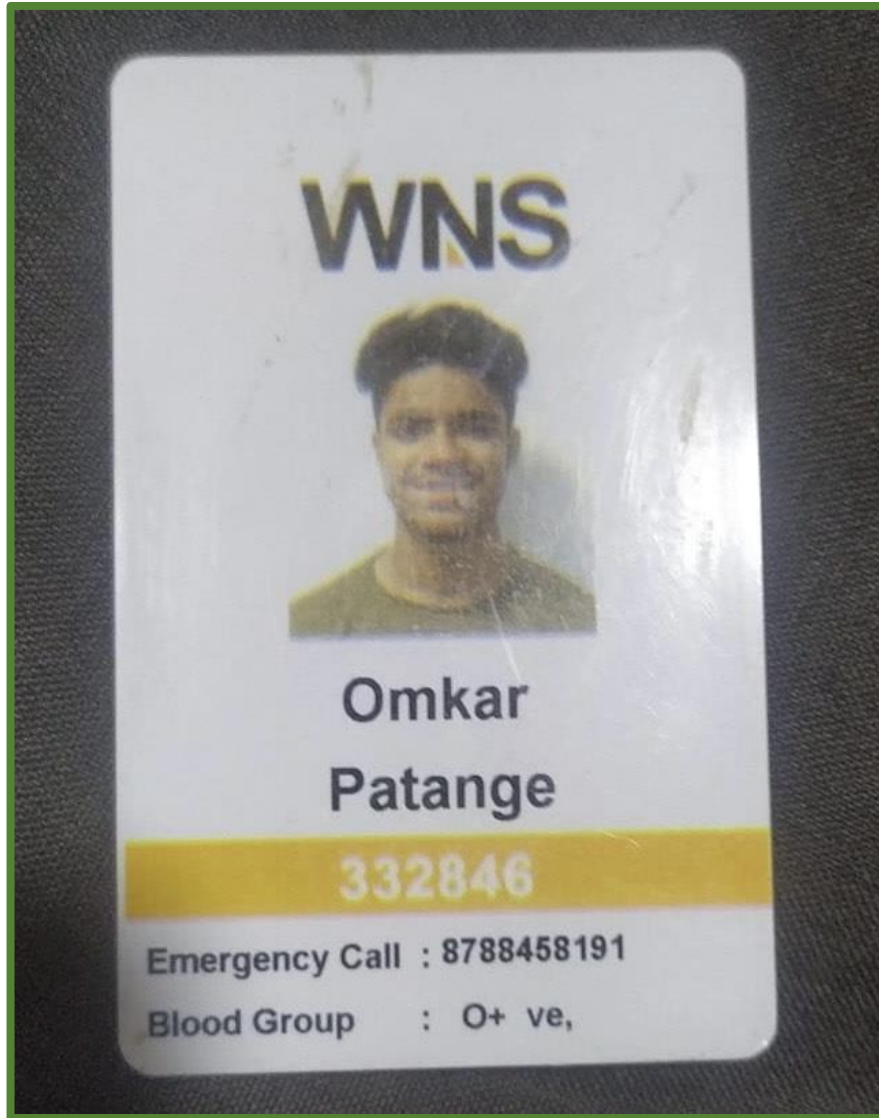 WNS
Omkar
Patange
332846
Emergency Call : 8788458191
Blood Group : O+ ve,